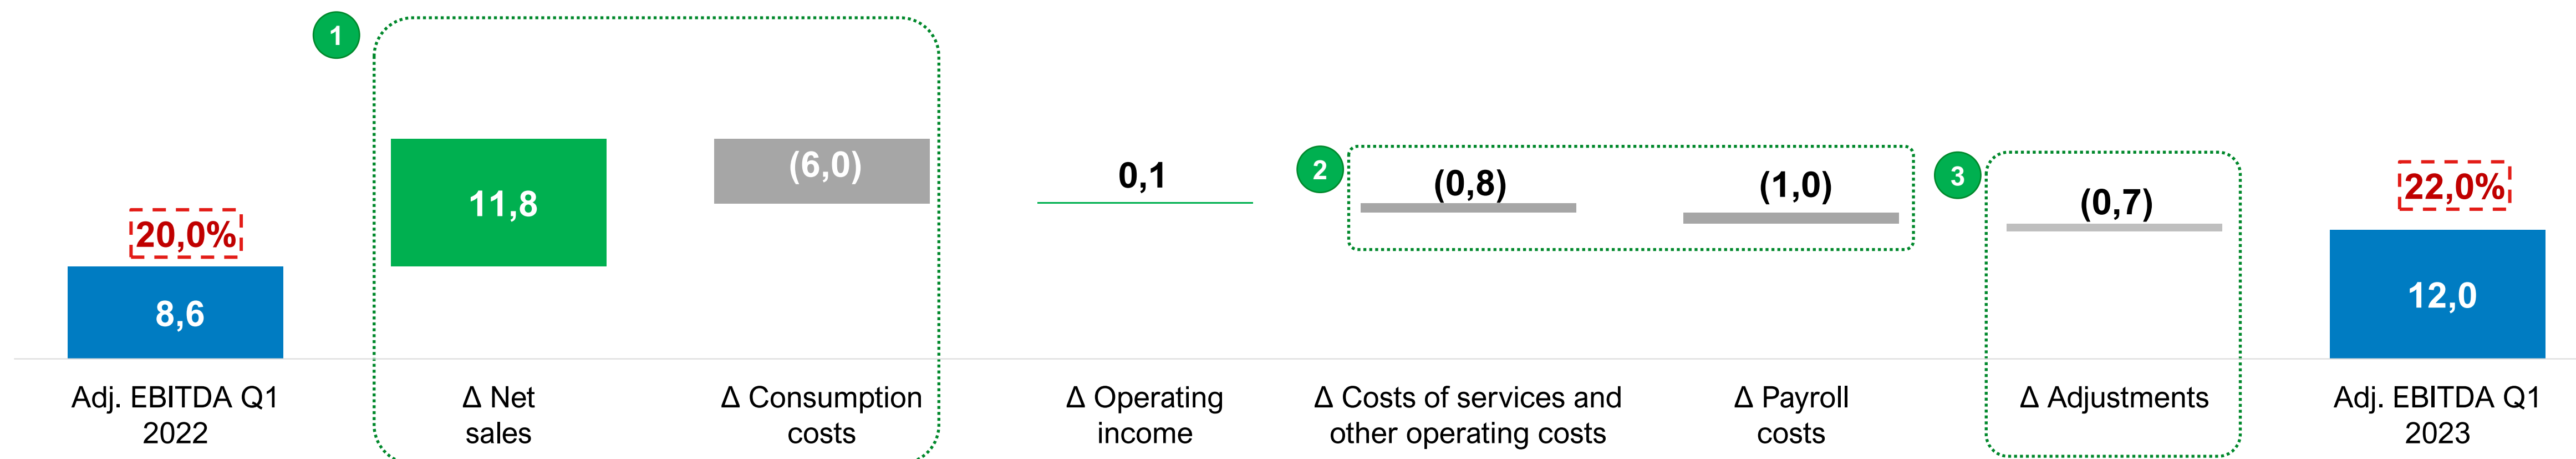 1
11,8
(6,0)
0,1
2
(0,8)
(1,0)
3
(0,7)
20,0%
8,6
22,0%
12,0
Adj. EBITDA Q1
2022
Δ Net
sales
Δ Consumption
costs
Δ Operating
income
Δ Costs of services and
other operating costs
Δ Payroll
costs
Δ Adjustments
Adj. EBITDA Q1
2023